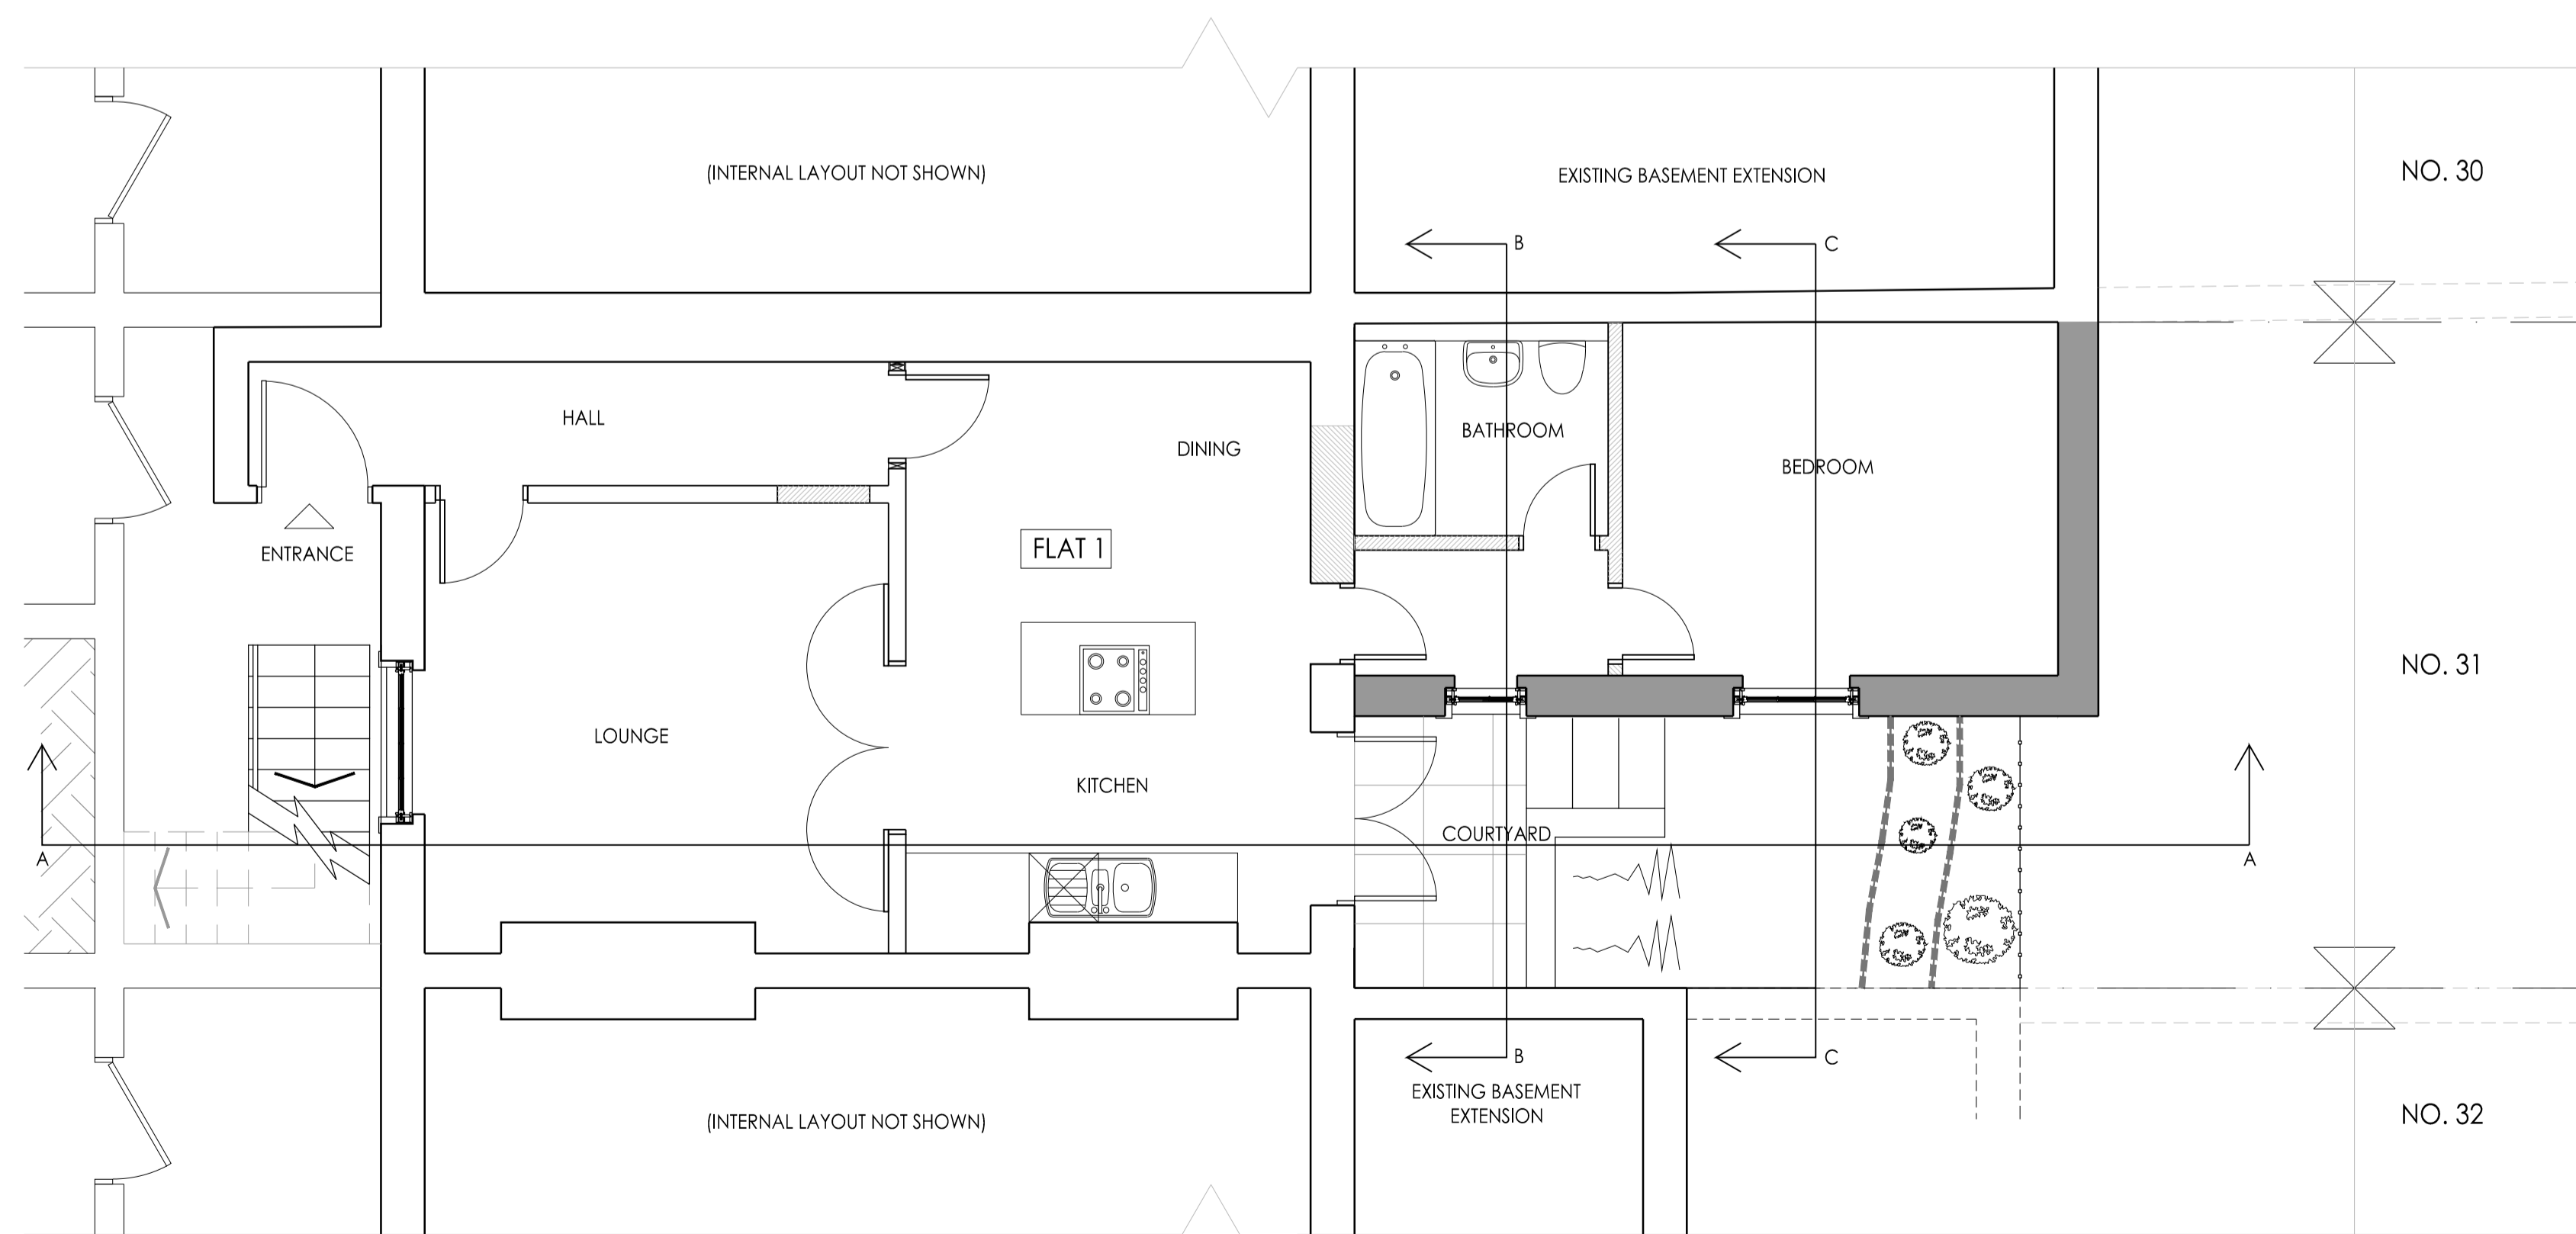 (INTERNAL LAYOUT NOT SHOWN)
EXISTING BASEMENT EXTENSION
NO. 30
B
C
HALL
DINING
BATHROOM
BEDROOM
ENTRANCE
FLAT 1
NO. 31
LOUNGE
KITCHEN
COURTYARD
A
A
B
C
EXISTING BASEMENT
EXTENSION
(INTERNAL LAYOUT NOT SHOWN)
NO. 32